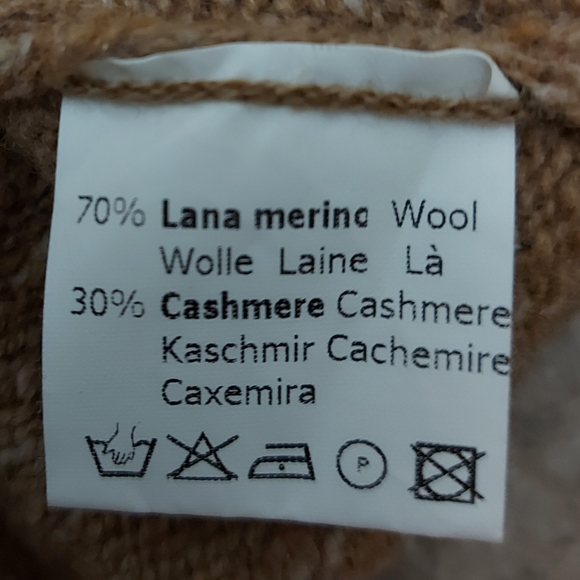 70% Lana merino Wool
Wolle Laine Là
30% Cashmere Cashmere
Kaschmir Cachemire
Caxemira
P